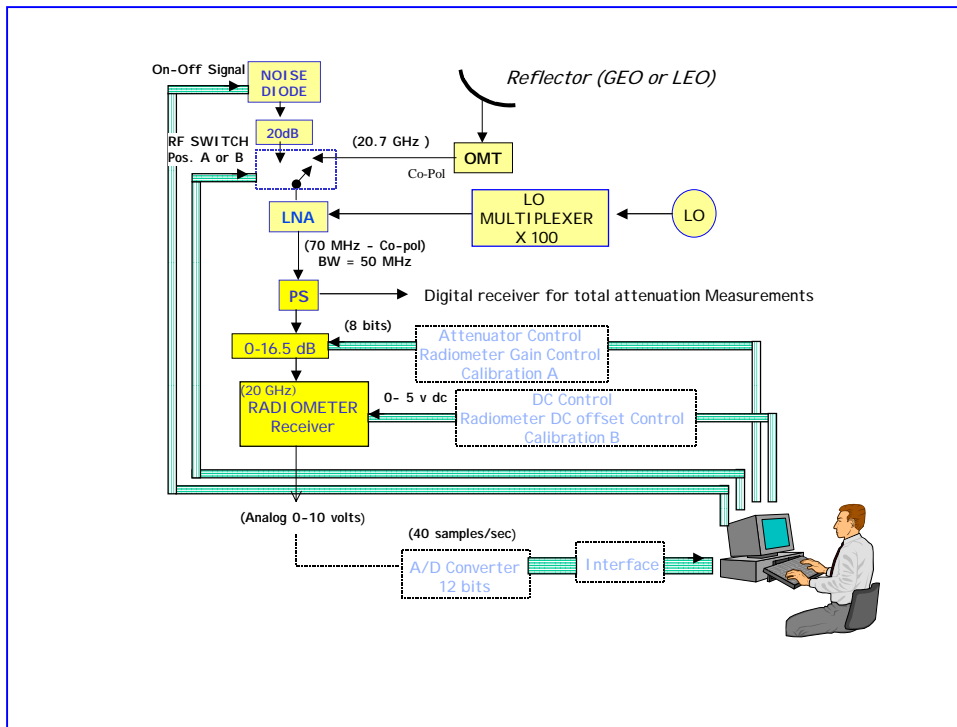 On-Off Signal
NOISE
DIODE
Reflector (GEO or LEO)
20dB
RF SWITCH
Pos. A or B
(20.7 GHz )
OMT
Co-Pol
LNA
LO
MULTIPLEXER
X 100
LO
(70 MHz - Co-pol)
BW = 50 MHz
PS
Digital receiver for total attenuation Measurements
(8 bits)
0-16.5 dB
Attenuator Control
Radiometer Gain Control
Calibration A
(20 GHz)
RADIOMETER
Receiver
0- 5 v dc
DC Control
Radiometer DC offset Control
Calibration B
(Analog 0-10 volts)
(40 samples/sec)
A/D Converter
12 bits
Interface